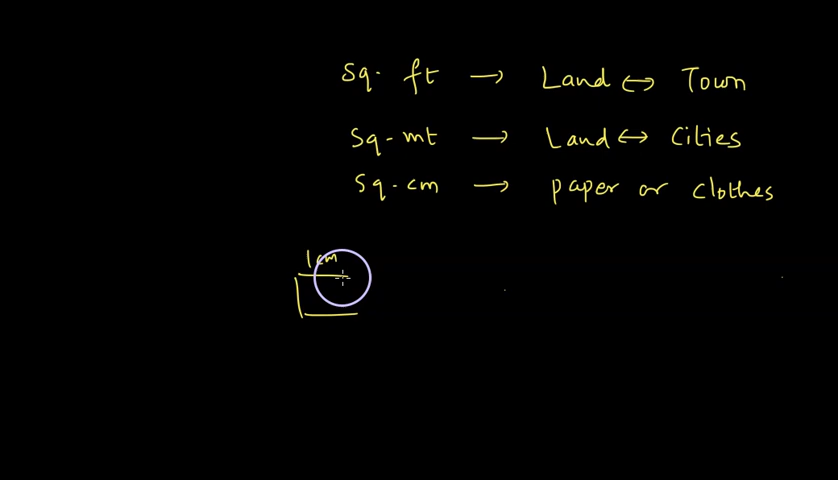 Sq. ft → Land ↔ Town
Sq-mt → Land ↔ Cities
Sq.cm → paper or clothes
1cm